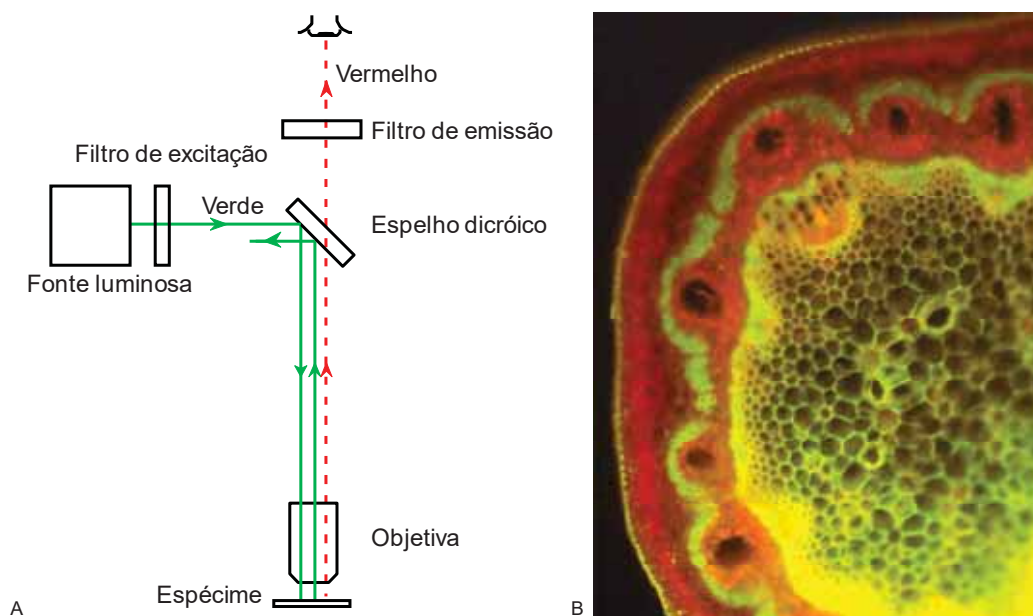 Vermelho
Filtro de emissão
Filtro de excitação
Verde
Espelho dicróico
Fonte luminosa
Objetiva
Espécime
A
B